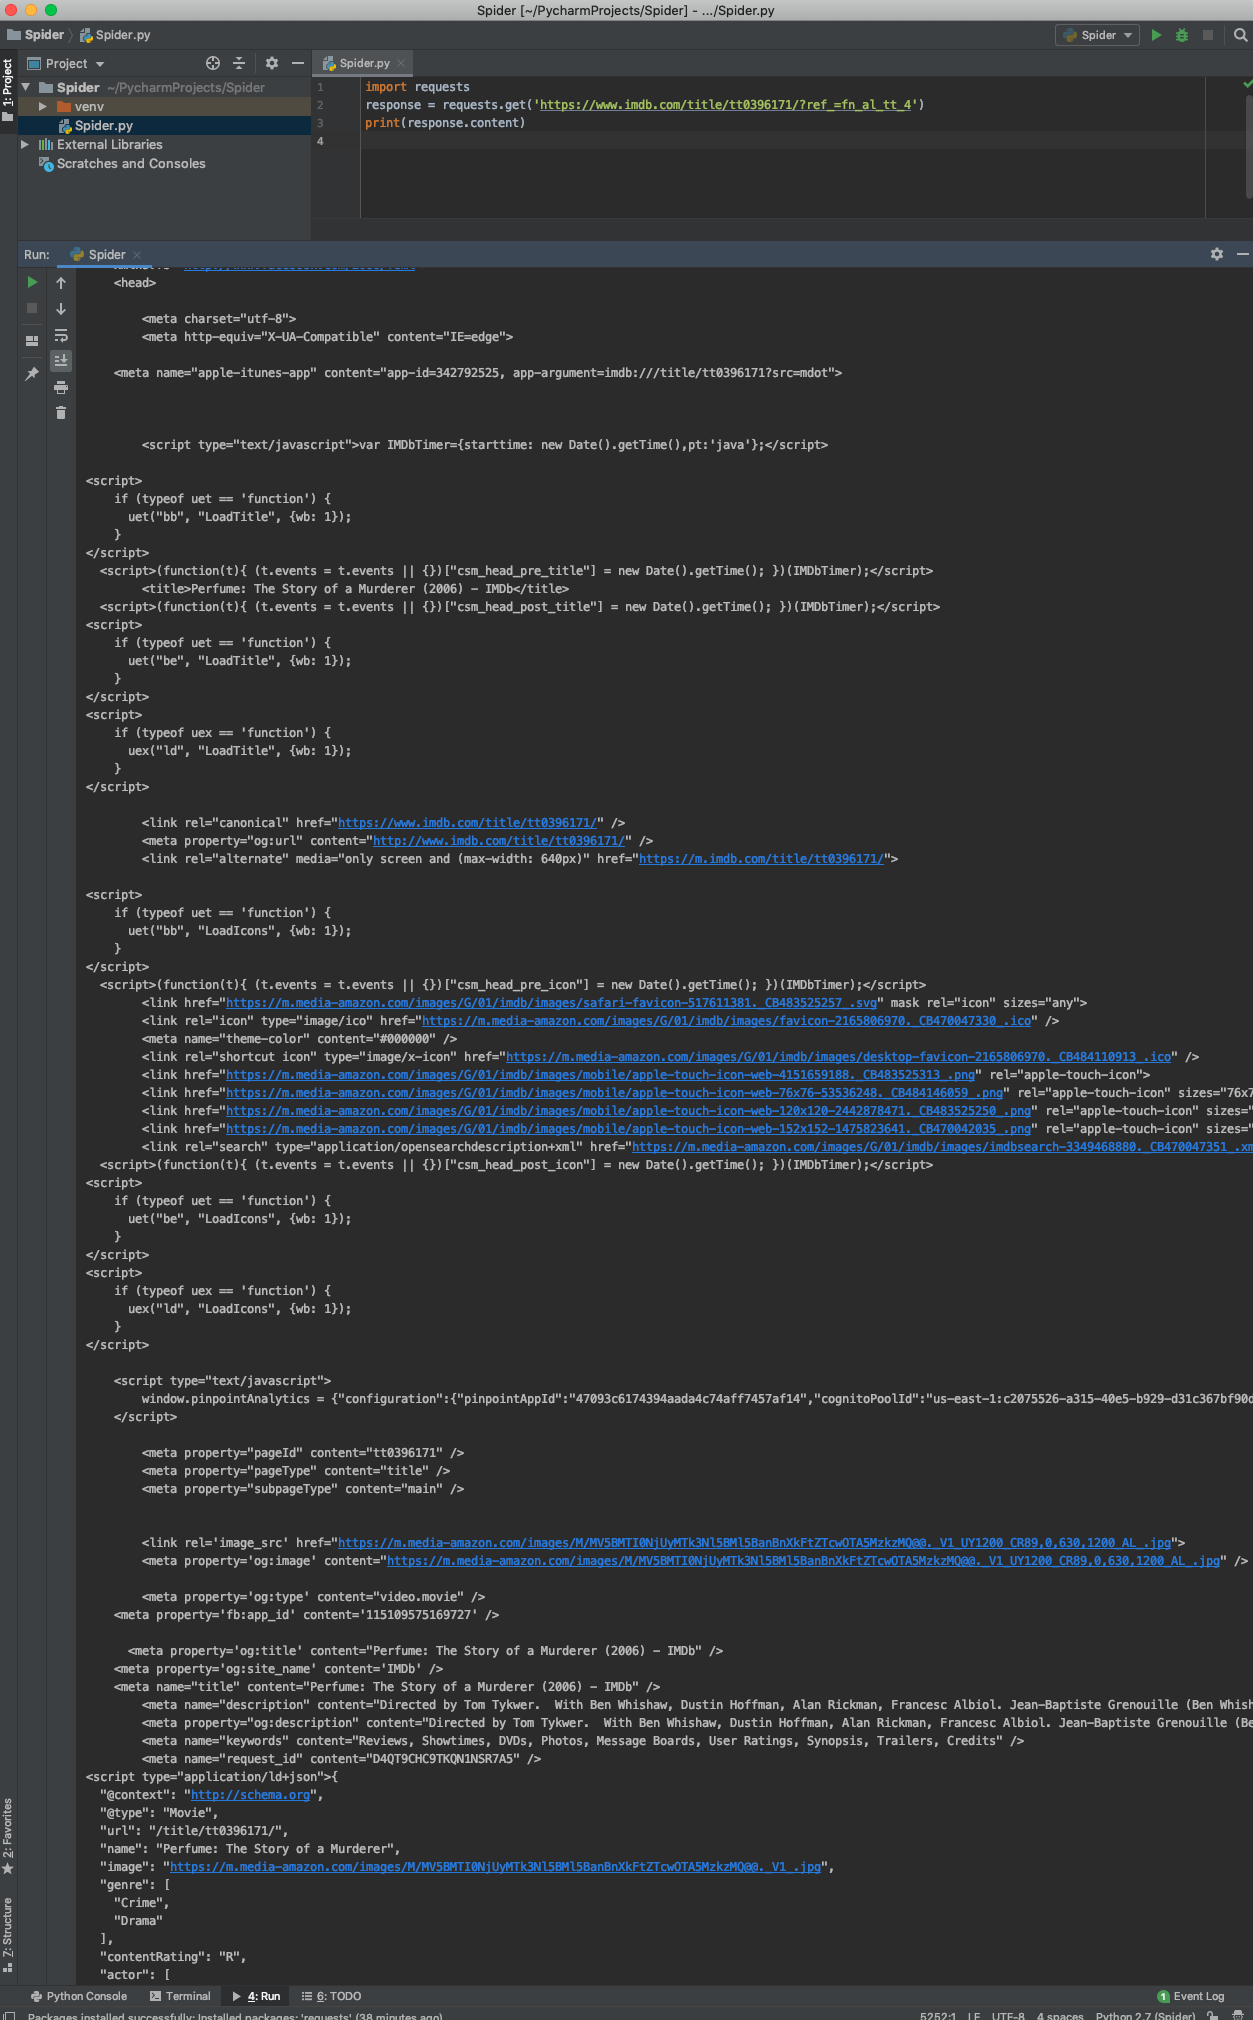 Spider [~/PycharmProjects/Spider] - .../Spider.py
Spider
Spider.py
Spider
1: Project
Project
Spider.py
Spider ~/PycharmProjects/Spider
venv
Spider.py
External Libraries
Scratches and Consoles
1 import requests
2 response = requests.get('https://www.imdb.com/title/tt0396171/?ref_=fn_al_tt_4')
3 print(response.content)
4
Run: Spider
<head>
<meta charset="utf-8">
<meta http-equiv="X-UA-Compatible" content="IE=edge">
<meta name="apple-itunes-app" content="app-id=342792525, app-argument=imdb:///title/tt0396171?src=mdot">
<script type="text/javascript">var IMDbTimer={starttime: new Date().getTime(),pt:'java'};</script>
<script>
if (typeof uet == 'function') {
uet("bb", "LoadTitle", {wb: 1});
}
</script>
<script>(function(t){ (t.events = t.events || {})["csm_head_pre_title"] = new Date().getTime(); })(IMDbTimer);</script>
<title>Perfume: The Story of a Murderer (2006) - IMDb</title>
<script>(function(t){ (t.events = t.events || {})["csm_head_post_title"] = new Date().getTime(); })(IMDbTimer);</script>
<script>
if (typeof uet == 'function') {
uet("be", "LoadTitle", {wb: 1});
}
</script>
<script>
if (typeof uex == 'function') {
uex("ld", "LoadTitle", {wb: 1});
}
</script>
<link rel="canonical" href="https://www.imdb.com/title/tt0396171/" />
<meta property="og:url" content="http://www.imdb.com/title/tt0396171/" />
<link rel="alternate" media="only screen and (max-width: 640px)" href="https://m.imdb.com/title/tt0396171/">
<script>
if (typeof uet == 'function') {
uet("bb", "LoadIcons", {wb: 1});
}
</script>
<script>(function(t){ (t.events = t.events || {})["csm_head_pre_icon"] = new Date().getTime(); })(IMDbTimer);</script>
<link href="https://m.media-amazon.com/images/G/01/imdb/images/safari-favicon-517611381._CB483525257_.svg" mask rel="icon" sizes="any">
<link rel="icon" type="image/ico" href="https://m.media-amazon.com/images/G/01/imdb/images/favicon-2165806970._CB470047330_.ico" />
<meta name="theme-color" content="#000000" />
<link rel="shortcut icon" type="image/x-icon" href="https://m.media-amazon.com/images/G/01/imdb/images/desktop-favicon-2165806970._CB484110913_.ico" />
<link href="https://m.media-amazon.com/images/G/01/imdb/images/mobile/apple-touch-icon-web-4151659188._CB483525313_.png" rel="apple-touch-icon">
<link href="https://m.media-amazon.com/images/G/01/imdb/images/mobile/apple-touch-icon-web-76x76-53536248._CB484146059_.png" rel="apple-touch-icon" sizes="76x7
<link href="https://m.media-amazon.com/images/G/01/imdb/images/mobile/apple-touch-icon-web-120x120-2442878471._CB483525250_.png" rel="apple-touch-icon" sizes="
<link href="https://m.media-amazon.com/images/G/01/imdb/images/mobile/apple-touch-icon-web-152x152-1475823641._CB470042035_.png" rel="apple-touch-icon" sizes="
<link rel="search" type="application/opensearchdescription+xml" href="https://m.media-amazon.com/images/G/01/imdb/images/imdbsearch-3349468880._CB470047351_.xm
<script>(function(t){ (t.events = t.events || {})["csm_head_post_icon"] = new Date().getTime(); })(IMDbTimer);</script>
<script>
if (typeof uet == 'function') {
uet("be", "LoadIcons", {wb: 1});
}
</script>
<script>
if (typeof uex == 'function') {
uex("ld", "LoadIcons", {wb: 1});
}
</script>
<script type="text/javascript">
window.pinpointAnalytics = {"configuration":{"pinpointAppId":"47093c6174394aada4c74aff7457af14","cognitoPoolId":"us-east-1:c2075526-a315-40e5-b929-d31c367bf90d
</script>
<meta property="pageId" content="tt0396171" />
<meta property="pageType" content="title" />
<meta property="subpageType" content="main" />
<link rel='image_src' href="https://m.media-amazon.com/images/M/MV5BMTI0NjUyMTk3Nl5BMl5BanBnXkFtZTcwOTA5MzkzMQ@@._V1_UY1200_CR89,0,630,1200_AL_.jpg">
<meta property='og:image' content="https://m.media-amazon.com/images/M/MV5BMTI0NjUyMTk3Nl5BMl5BanBnXkFtZTcwOTA5MzkzMQ@@._V1_UY1200_CR89,0,630,1200_AL_.jpg" />
<meta property='og:type' content="video.movie" />
<meta property='fb:app_id' content='115109575169727' />
<meta property='og:title' content="Perfume: The Story of a Murderer (2006) - IMDb" />
<meta property='og:site_name' content='IMDb' />
<meta name="title" content="Perfume: The Story of a Murderer (2006) - IMDb" />
<meta name="description" content="Directed by Tom Tykwer.  With Ben Whishaw, Dustin Hoffman, Alan Rickman, Francesc Albiol. Jean-Baptiste Grenouille (Ben Whish
<meta property="og:description" content="Directed by Tom Tykwer.  With Ben Whishaw, Dustin Hoffman, Alan Rickman, Francesc Albiol. Jean-Baptiste Grenouille (Be
<meta name="keywords" content="Reviews, Showtimes, DVDs, Photos, Message Boards, User Ratings, Synopsis, Trailers, Credits" />
<meta name="request_id" content="D4QT9CHC9TKQN1NSR7A5" />
<script type="application/ld+json">{
"@context": "http://schema.org",
"@type": "Movie",
"url": "/title/tt0396171/",
"name": "Perfume: The Story of a Murderer",
"image": "https://m.media-amazon.com/images/M/MV5BMTI0NjUyMTk3Nl5BMl5BanBnXkFtZTcwOTA5MzkzMQ@@._V1_.jpg",
"genre": [
"Crime",
"Drama"
],
"contentRating": "R",
"actor": [
2: Favorites
7: Structure
Python Console
Terminal
4: Run
6: TODO
1 Event Log
Packages installed successfully: Installed packages: 'requests' (38 minutes ago)
5252:1 LF UTF-8 4 spaces Python 2.7 (Spider)